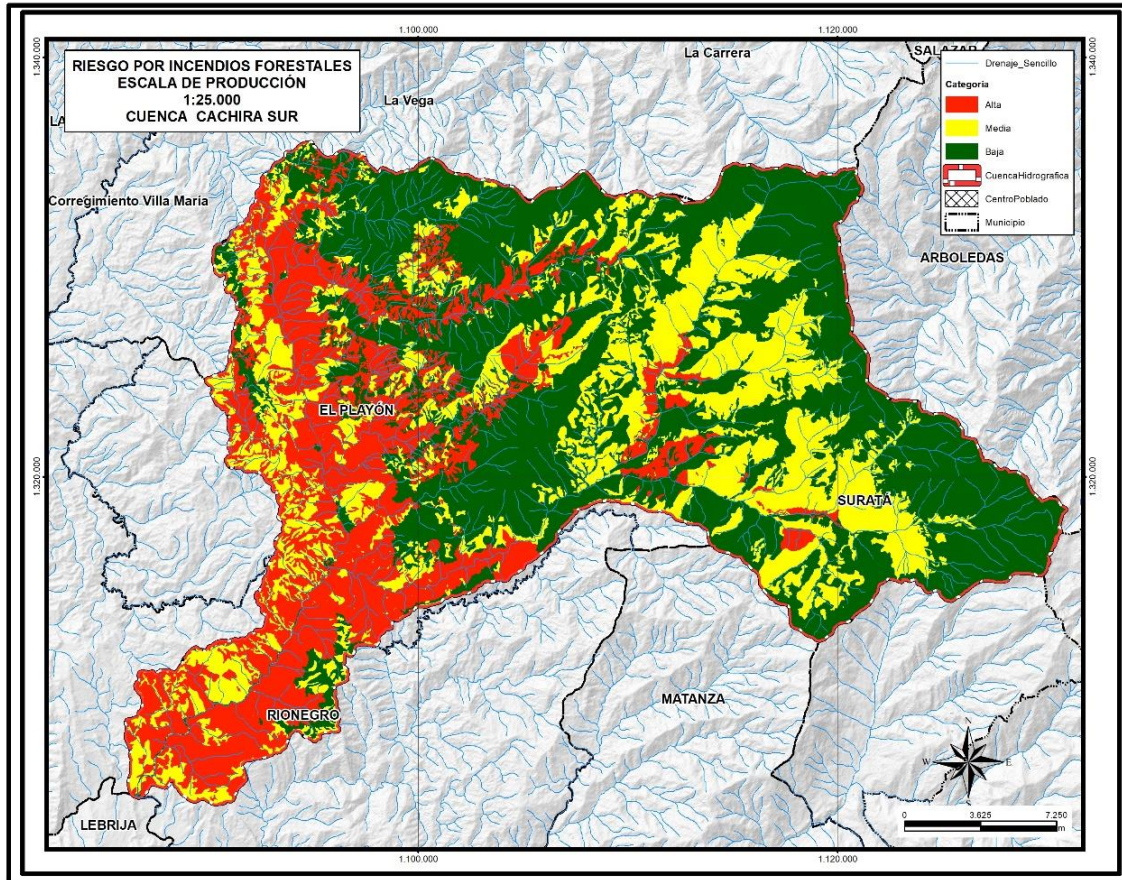 RIESGO POR INCENDIOS FORESTALES
ESCALA DE PRODUCCIÓN
1:25.000
CUENCA CACHIRA SUR
1.100.000
1.120.000
1.340.000
1.340.000
La Carrera
SALAZAR
La Vega
LA
Corregimiento Villa María
Drenaje_Sencillo
Categoria
Alta
Media
Baja
CuencaHidrografica
CentroPoblado
Municipio
ARBOLEDAS
EL PLAYÓN
1.320.000
1.320.000
SURATÁ
MATANZA
RIONEGRO
LEBRIJA
N
W
E
0 3.625 7.250
m
1.100.000
1.120.000